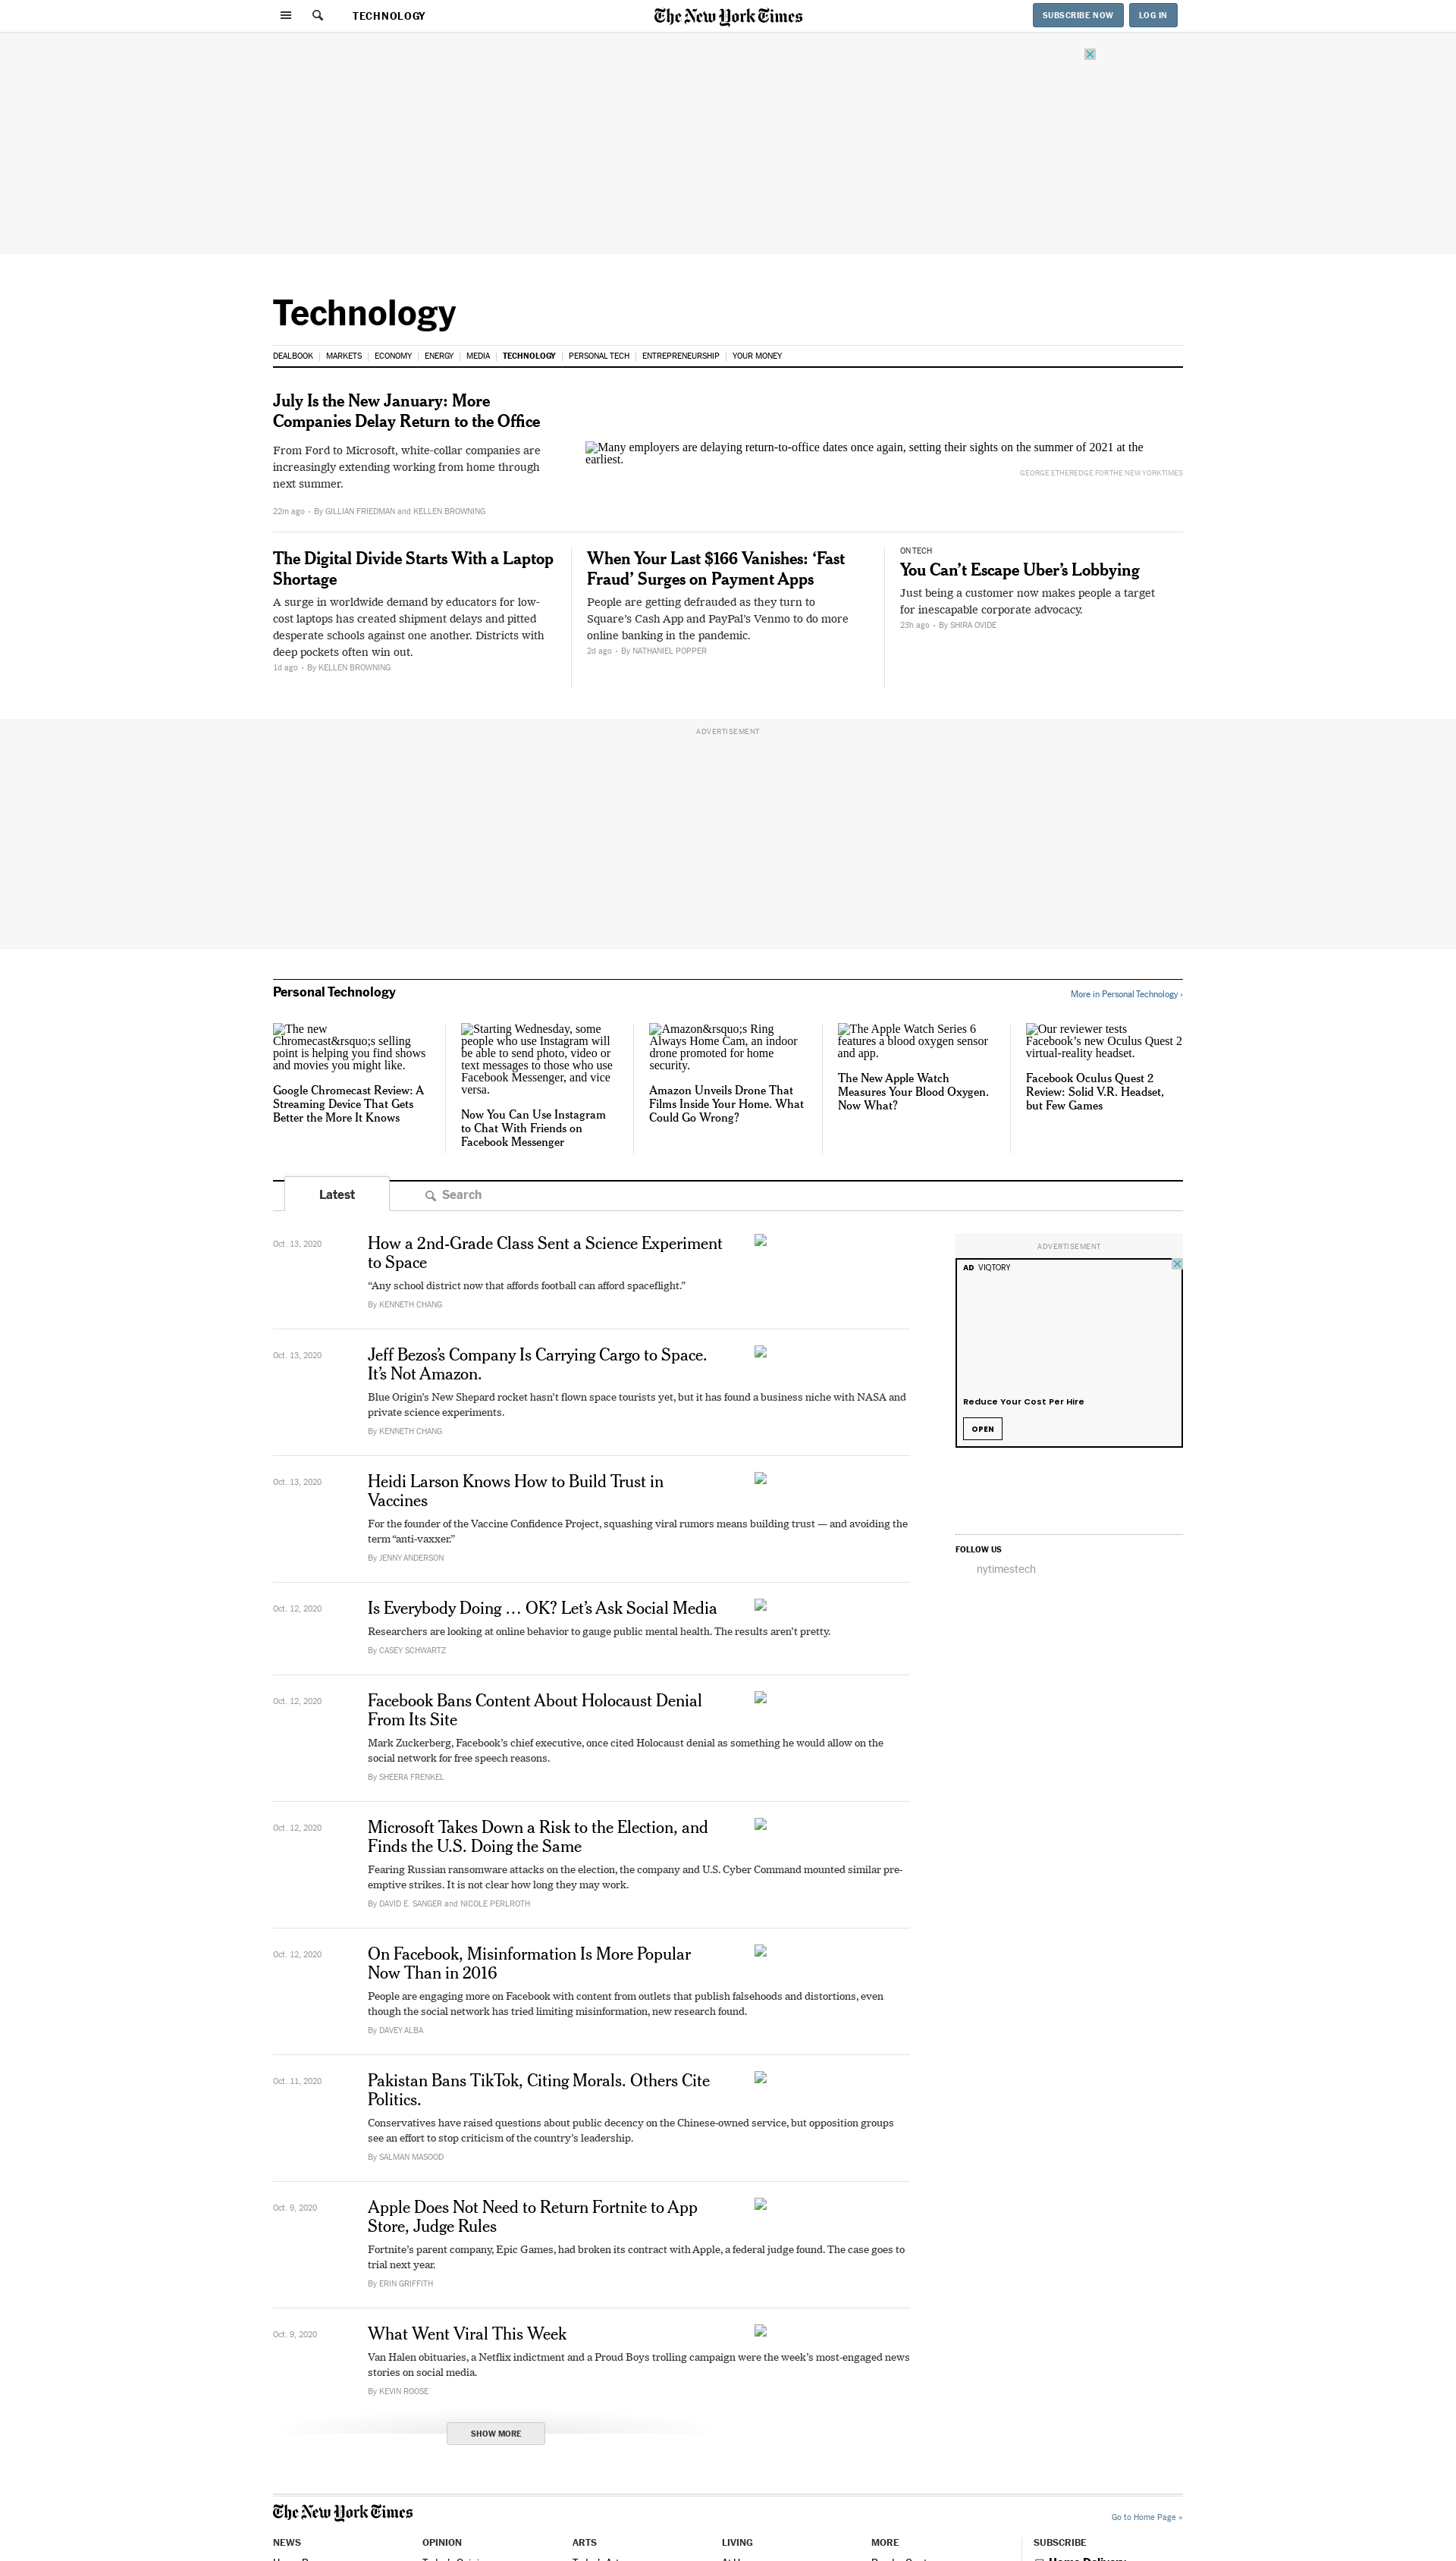 TECHNOLOGY
The New York Times
SUBSCRIBE NOW
LOG IN
Technology
DEALBOOK
MARKETS
ECONOMY
ENERGY
MEDIA
TECHNOLOGY
PERSONAL TECH
ENTREPRENEURSHIP
YOUR MONEY
July Is the New January: More
Companies Delay Return to the Office
From Ford to Microsoft, white-collar companies are
increasingly extending working from home through
next summer.
22m ago • By GILLIAN FRIEDMAN and KELLEN BROWNING
Many employers are delaying return-to-office dates once again, setting their sights on the summer of 2021 at the
earliest.
GEORGE ETHEREDGE FOR THE NEW YORK TIMES
The Digital Divide Starts With a Laptop
Shortage
A surge in worldwide demand by educators for low-
cost laptops has created shipment delays and pitted
desperate schools against one another. Districts with
deep pockets often win out.
1d ago • By KELLEN BROWNING
When Your Last $166 Vanishes: ‘Fast
Fraud’ Surges on Payment Apps
People are getting defrauded as they turn to
Square’s Cash App and PayPal’s Venmo to do more
online banking in the pandemic.
2d ago • By NATHANIEL POPPER
ON TECH
You Can’t Escape Uber’s Lobbying
Just being a customer now makes people a target
for inescapable corporate advocacy.
23h ago • By SHIRA OVIDE
ADVERTISEMENT
Personal Technology
More in Personal Technology ›
The new
Chromecast&rsquo;s selling
point is helping you find shows
and movies you might like.
Google Chromecast Review: A
Streaming Device That Gets
Better the More It Knows
Starting Wednesday, some
people who use Instagram will
be able to send photo, video or
text messages to those who use
Facebook Messenger, and vice
versa.
Now You Can Use Instagram
to Chat With Friends on
Facebook Messenger
Amazon&rsquo;s Ring
Always Home Cam, an indoor
drone promoted for home
security.
Amazon Unveils Drone That
Films Inside Your Home. What
Could Go Wrong?
The Apple Watch Series 6
features a blood oxygen sensor
and app.
The New Apple Watch
Measures Your Blood Oxygen.
Now What?
Our reviewer tests
Facebook’s new Oculus Quest 2
virtual-reality headset.
Facebook Oculus Quest 2
Review: Solid V.R. Headset,
but Few Games
Latest
Search
Oct. 13, 2020
How a 2nd-Grade Class Sent a Science Experiment
to Space
“Any school district now that affords football can afford spaceflight.”
By KENNETH CHANG
Oct. 13, 2020
Jeff Bezos’s Company Is Carrying Cargo to Space.
It’s Not Amazon.
Blue Origin’s New Shepard rocket hasn’t flown space tourists yet, but it has found a business niche with NASA and
private science experiments.
By KENNETH CHANG
Oct. 13, 2020
Heidi Larson Knows How to Build Trust in
Vaccines
For the founder of the Vaccine Confidence Project, squashing viral rumors means building trust — and avoiding the
term “anti-vaxxer.”
By JENNY ANDERSON
Oct. 12, 2020
Is Everybody Doing … OK? Let’s Ask Social Media
Researchers are looking at online behavior to gauge public mental health. The results aren’t pretty.
By CASEY SCHWARTZ
Oct. 12, 2020
Facebook Bans Content About Holocaust Denial
From Its Site
Mark Zuckerberg, Facebook’s chief executive, once cited Holocaust denial as something he would allow on the
social network for free speech reasons.
By SHEERA FRENKEL
Oct. 12, 2020
Microsoft Takes Down a Risk to the Election, and
Finds the U.S. Doing the Same
Fearing Russian ransomware attacks on the election, the company and U.S. Cyber Command mounted similar pre-
emptive strikes. It is not clear how long they may work.
By DAVID E. SANGER and NICOLE PERLROTH
Oct. 12, 2020
On Facebook, Misinformation Is More Popular
Now Than in 2016
People are engaging more on Facebook with content from outlets that publish falsehoods and distortions, even
though the social network has tried limiting misinformation, new research found.
By DAVEY ALBA
Oct. 11, 2020
Pakistan Bans TikTok, Citing Morals. Others Cite
Politics.
Conservatives have raised questions about public decency on the Chinese-owned service, but opposition groups
see an effort to stop criticism of the country’s leadership.
By SALMAN MASOOD
Oct. 9, 2020
Apple Does Not Need to Return Fortnite to App
Store, Judge Rules
Fortnite’s parent company, Epic Games, had broken its contract with Apple, a federal judge found. The case goes to
trial next year.
By ERIN GRIFFITH
Oct. 9, 2020
What Went Viral This Week
Van Halen obituaries, a Netflix indictment and a Proud Boys trolling campaign were the week’s most-engaged news
stories on social media.
By KEVIN ROOSE
SHOW MORE
ADVERTISEMENT
AD VIQTORY
Reduce Your Cost Per Hire
OPEN
FOLLOW US
nytimestech
The New York Times
Go to Home Page »
NEWS
OPINION
ARTS
LIVING
MORE
SUBSCRIBE